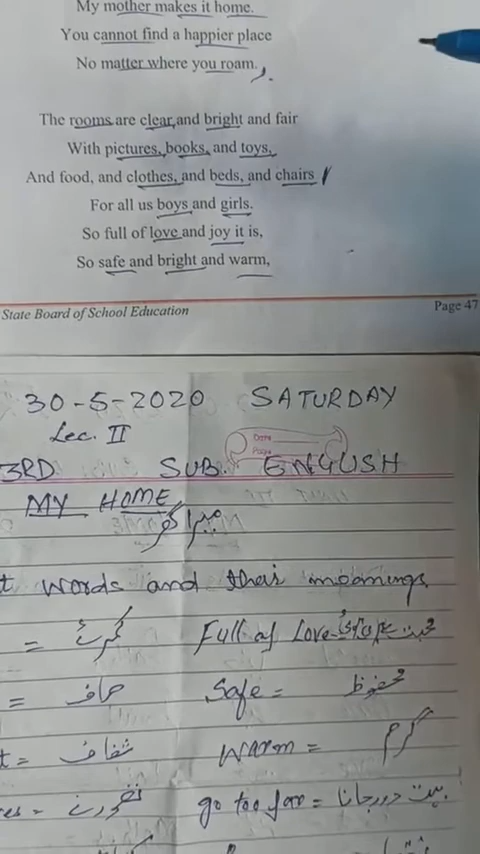 My mother makes it home.
You cannot find a happier place
No matter where you roam.
The rooms are clear and bright and fair
With pictures, books, and toys,
And food, and clothes, and beds, and chairs
For all us boys and girls.
So full of love and joy it is,
So safe and bright and warm,
State Board of School Education Page 47
30-5-2020 SATURDAY
Lec. II
3RD SUB. ENGLISH
MY HOME
میرا گھر
t words and their meanings
= کمرے Full of Love =
= صاف Safe = محفوظ
t = شفاف Warm = گرم
res = go too far = بہت دور جانا